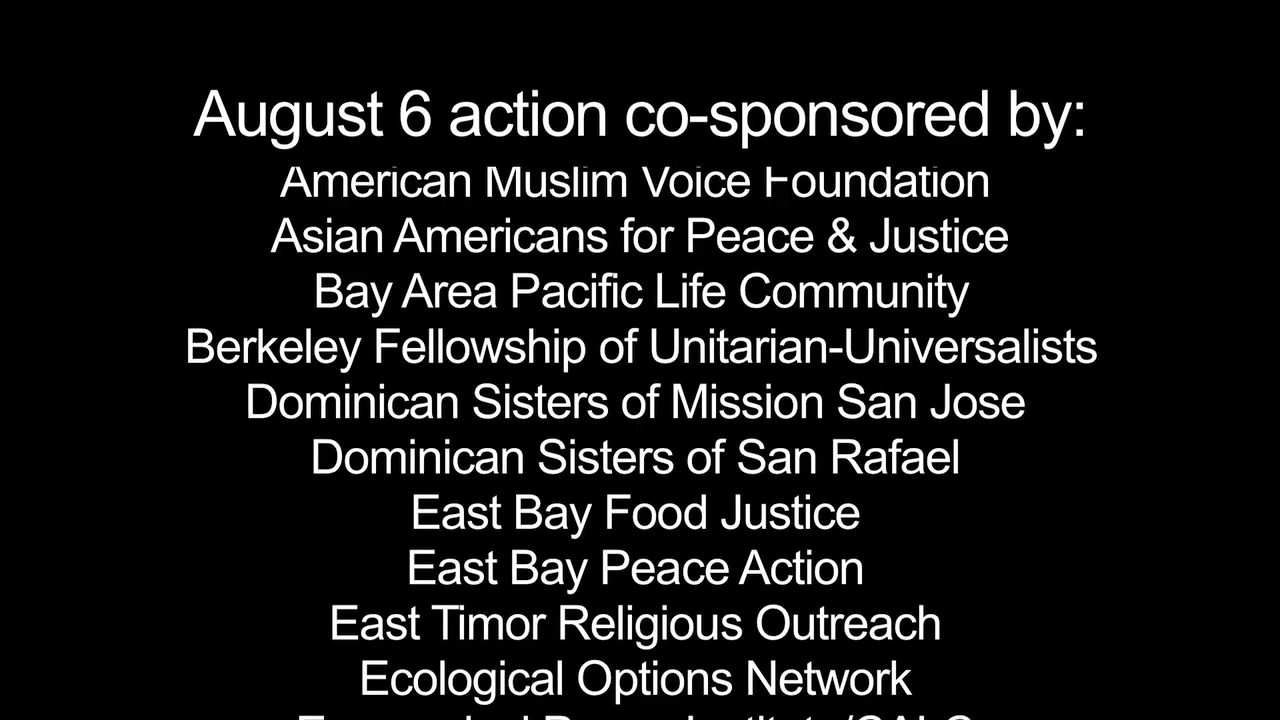 August 6 action co-sponsored by:
American Muslim Voice Foundation
Asian Americans for Peace & Justice
Bay Area Pacific Life Community
Berkeley Fellowship of Unitarian-Universalists
Dominican Sisters of Mission San Jose
Dominican Sisters of San Rafael
East Bay Food Justice
East Bay Peace Action
East Timor Religious Outreach
Ecological Options Network